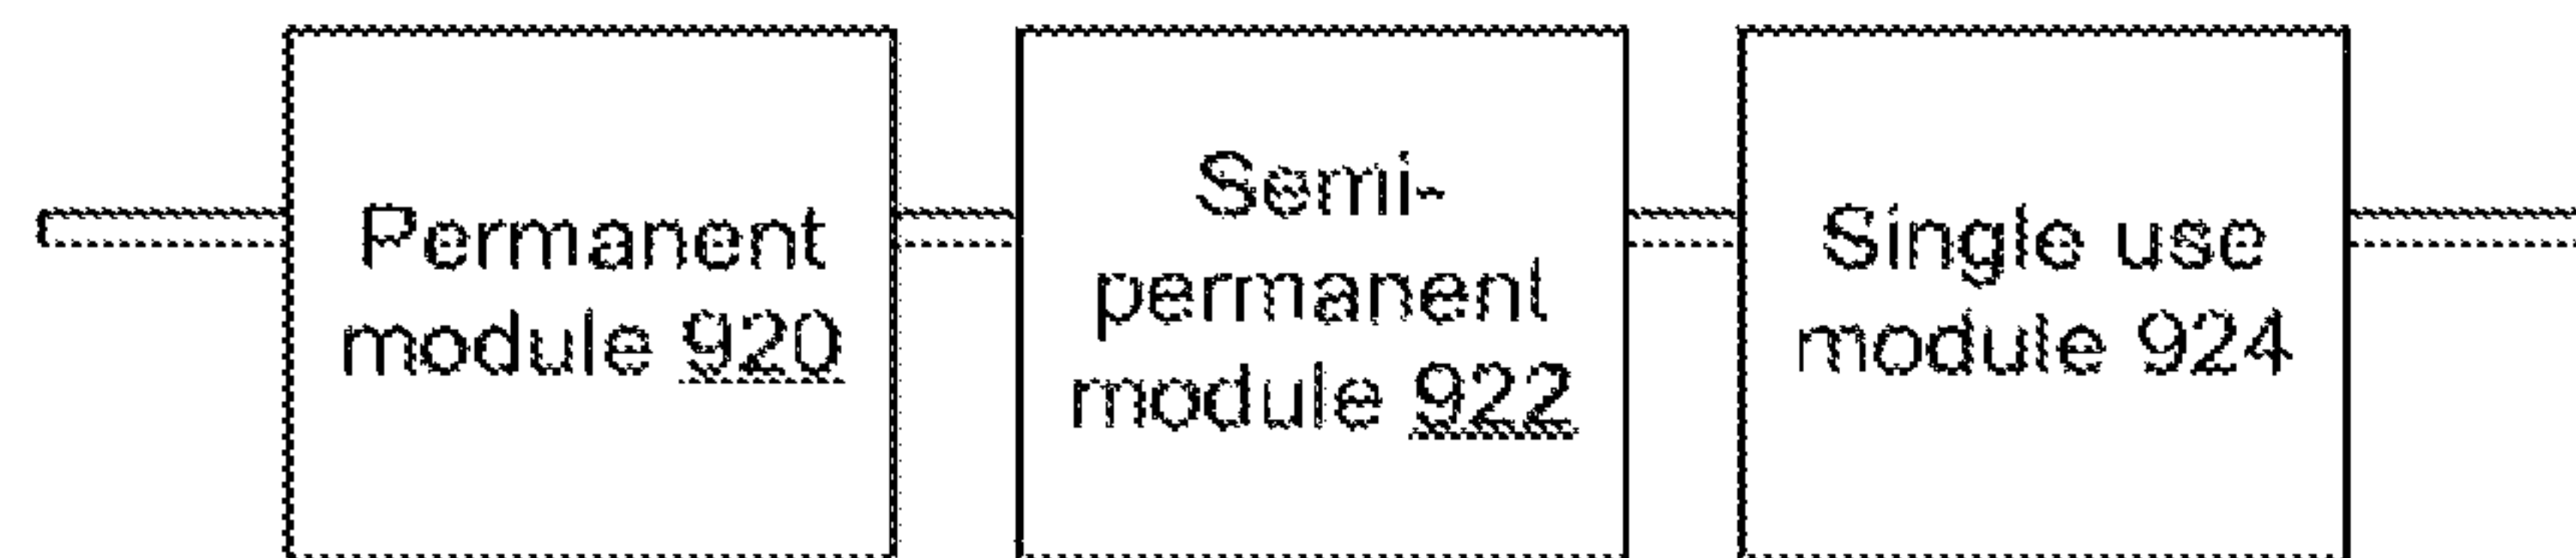 Permanent
module 920
Semi-
permanent
module 922
Single use
module 924